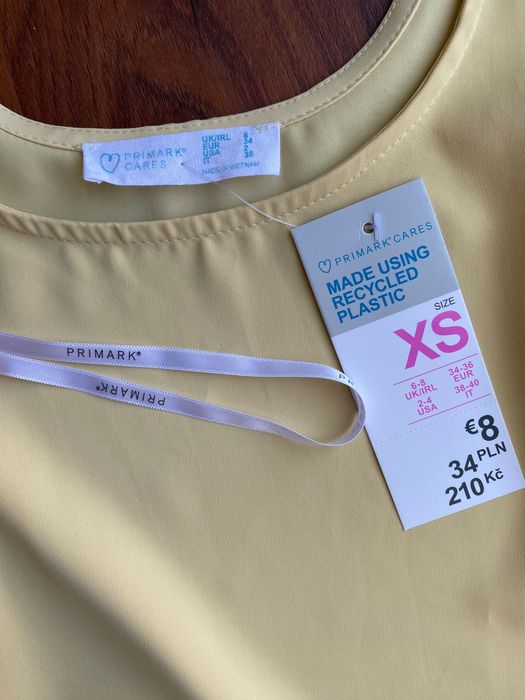 PRIMARK®
CARES
UK/IRL 6
EUR 34
USA 2
IT 38
MADE IN VIETNAM
PRIMARK® CARES
MADE USING
RECYCLED
PLASTIC
SIZE
XS
6-8
UK/IRL
34-36
EUR
2-4
USA
38-40
IT
€8
34 PLN
210 Kč
PRIMARK®
PRIMARK®